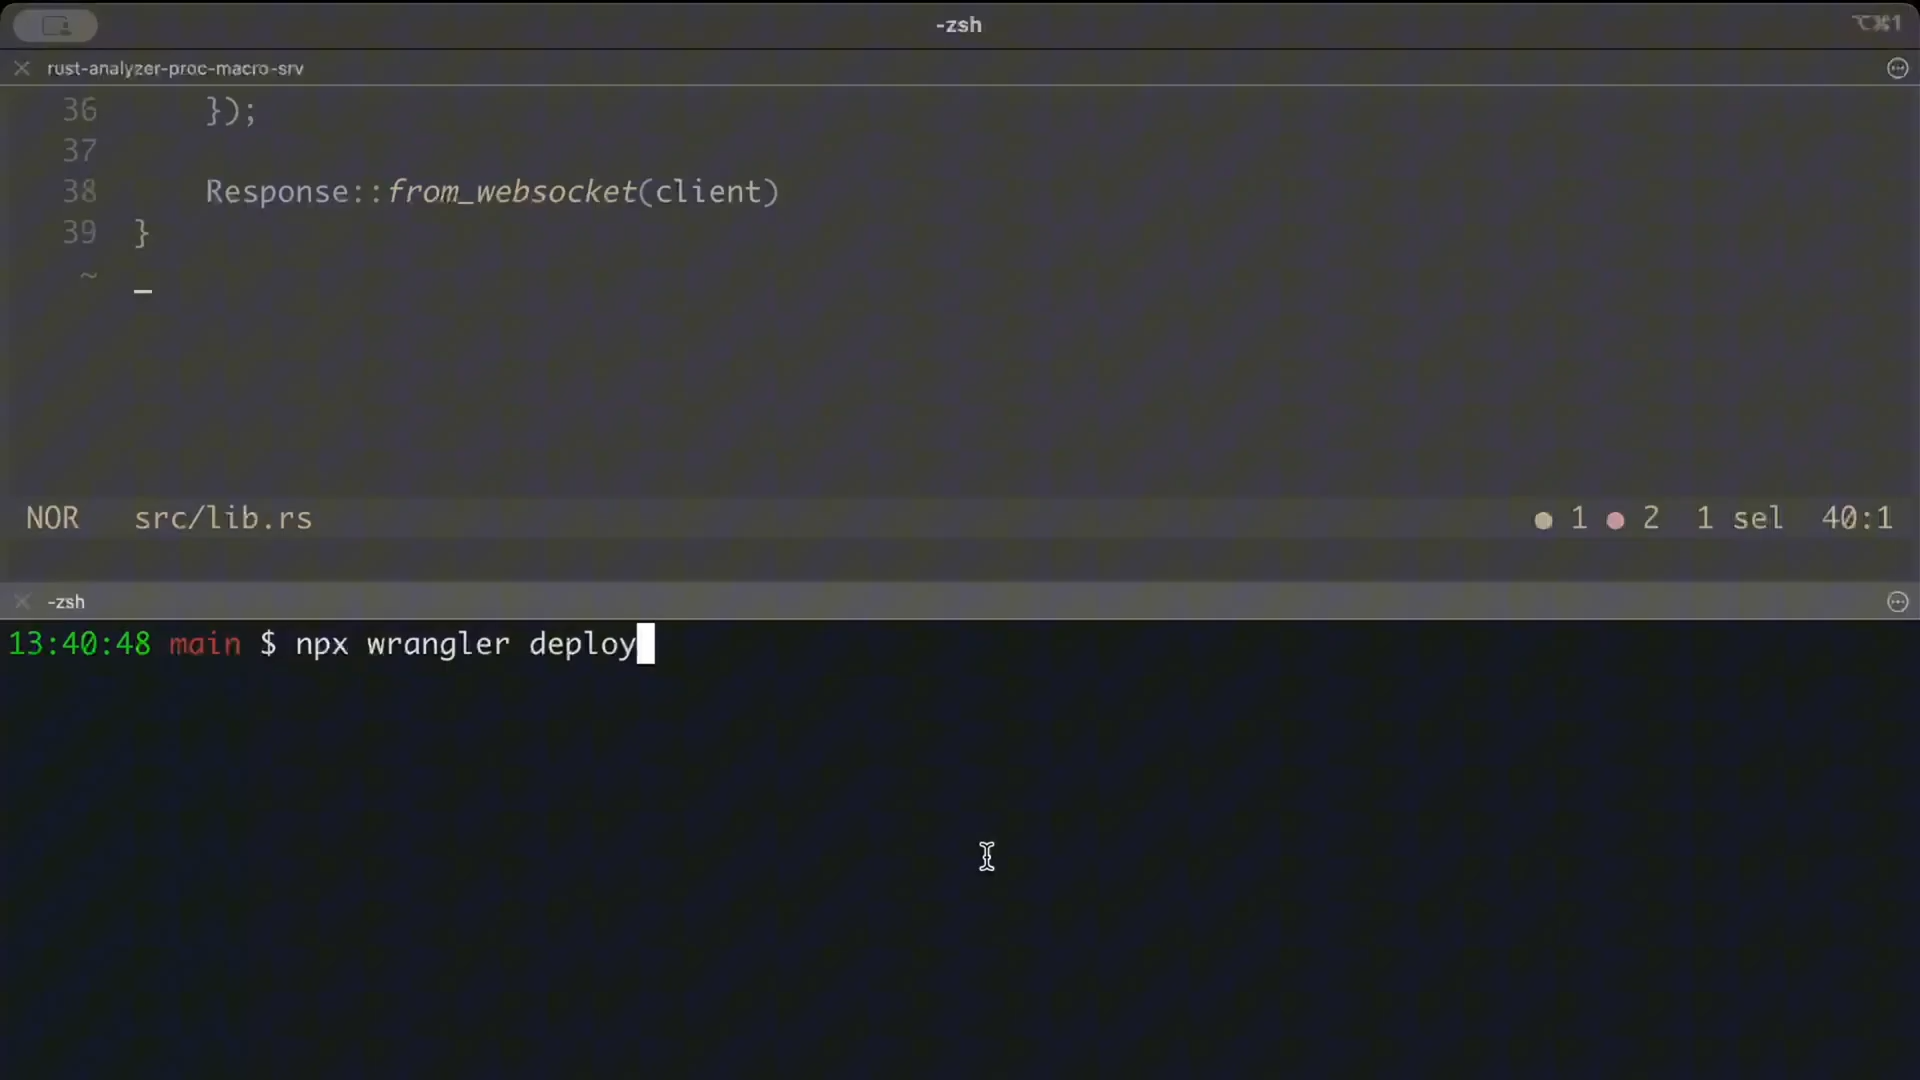 -zsh
⌥⌘1
rust-analyzer-proc-macro-srv
36 });
37
38 Response::from_websocket(client)
39 }
~
NOR src/lib.rs ● 1 ● 2 1 sel 40:1
-zsh
13:40:48 main $ npx wrangler deploy